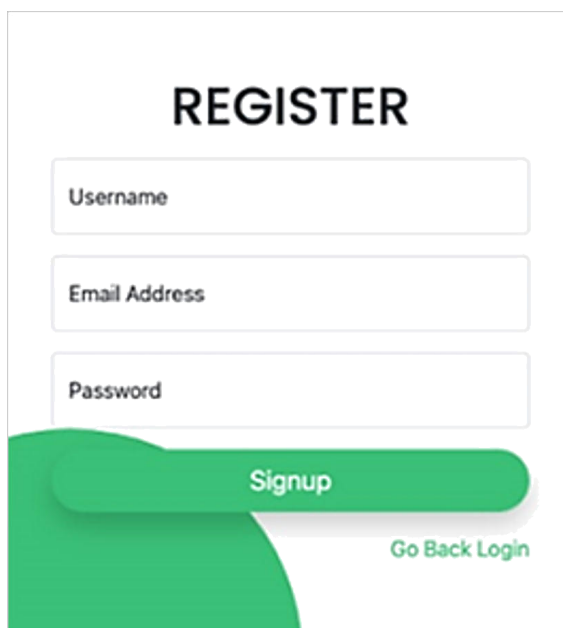 REGISTER
Username
Email Address
Password
Signup
Go Back Login